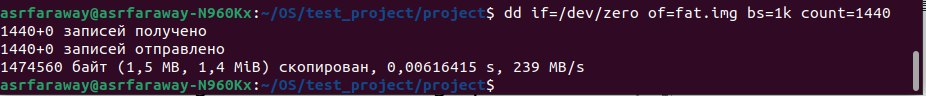 asrfaraway@asrfaraway-N960Kx:~/OS/test_project/project$ dd if=/dev/zero of=fat.img bs=1k count=1440
1440+0 записей получено
1440+0 записей отправлено
1474560 байт (1,5 MB, 1,4 MiB) скопирован, 0,00616415 s, 239 MB/s
asrfaraway@asrfaraway-N960Kx:~/OS/test_project/project$